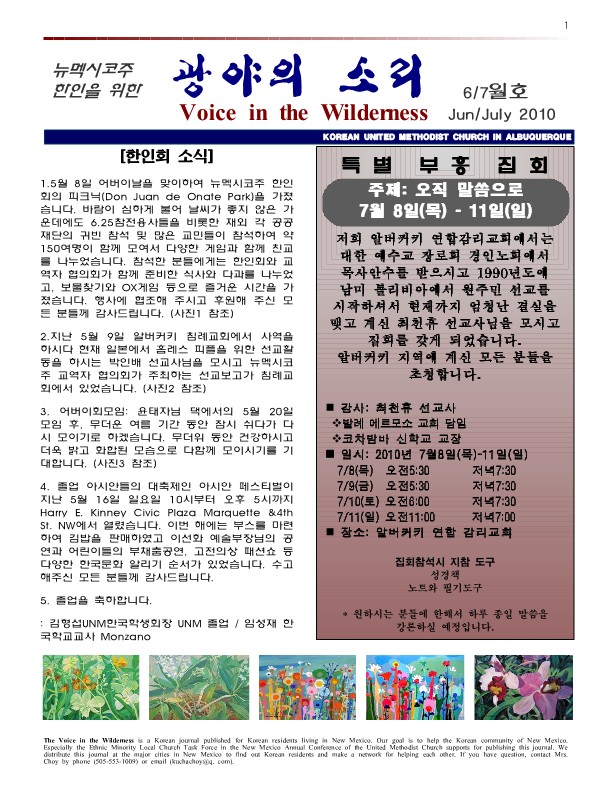 1
뉴멕시코주
한인을 위한
광야의 소리
Voice in the Wilderness
6/7월호
Jun/July 2010
KOREAN UNITED METHODIST CHURCH IN ALBUQUERQUE
[한인회 소식]
1.5월 8일 어버이날을 맞이하여 뉴멕시코주 한인
회의 피크닉(Don Juan de Onate Park)을 가졌
습니다. 바람이 심하게 불어 날씨가 좋지 않은 가
운데에도 6.25참전용사들을 비롯한 재외 각 공공
재단의 귀빈 참석 및 많은 교민들이 참석하여 약
150여명이 함께 모여서 다양한 게임과 함께 친교
를 나누었습니다. 참석한 분들에게는 한인회와 교
역자 협의회가 함께 준비한 식사와 다과를 나누었
고, 보물찾기와 OX게임 등으로 즐거운 시간을 가
졌습니다. 행사에 협조해 주시고 후원해 주신 모
든 분들께 감사드립니다. (사진1 참조)
2.지난 5월 9일 알버커키 침례교회에서 사역을
하시다 현재 일본에서 홈레스 피플을 위한 선교활
동을 하시는 박인배 선교사님을 모시고 뉴멕시코
주 교역자 협의회가 주최하는 선교보고가 침례교
회에서 있었습니다. (사진2 참조)
3. 어버이회모임: 윤태자님 댁에서의 5월 20일
모임 후, 무더운 여름 기간 동안 잠시 쉬다가 다
시 모이기로 하겠습니다. 무더위 동안 건강하시고
더욱 밝고 화합된 모습으로 다함께 모이시기를 기
대합니다. (사진3 참조)
4. 졸업 아시안들의 대축제인 아시안 페스티벌이
지난 5월 16일 일요일 10시부터 오후 5시까지
Harry E. Kinney Civic Plaza Marquette &4th
St. NW에서 열렸습니다. 이번 해에는 부스를 마련
하여 김밥을 판매하였고 이선화 예술부장님의 공
연과 어린이들의 부채춤공연, 고전의상 패션쇼 등
다양한 한국문화 알리기 순서가 있었습니다. 수고
해주신 모든 분들께 감사드립니다.
5. 졸업을 축하합니다.
: 김형섭UNM한국학생회장 UNM 졸업 / 임성재 한
국학교교사 Monzano
특별 부흥 집회
주제: 오직 말씀으로
7월 8일(목) - 11일(일)
저희 알버커키 연합감리교회에서는
대한 예수교 장로회 경인노회에서
목사안수를 받으시고 1990년도에
남미 볼리비아에서 원주민 선교를
시작하셔서 현재까지 엄청난 결실을
맺고 계신 최천휴 선교사님을 모시고
집회를 갖게 되었습니다.
알버커키 지역에 계신 모든 분들을
초청합니다.
■ 강사: 최천휴 선교사
❖발레 에르모소 교회 담임
❖코차밤바 신학교 교장
■ 일시: 2010년 7월8일(목)-11일(일)
7/8(목) 오전5:30 저녁7:30
7/9(금) 오전5:30 저녁7:30
7/10(토) 오전6:00 저녁7:30
7/11(일) 오전11:00 저녁7:00
■ 장소: 알버커키 연합 감리교회
집회참석시 지참 도구
성경책
노트와 필기도구
* 원하시는 분들에 한해서 하루 종일 말씀을
강론하실 예정입니다.
The Voice in the Wilderness is a Korean journal published for Korean residents living in New Mexico. Our goal is to help the Korean community of New Mexico.
Especially the Ethnic Minority Local Church Task Force in the New Mexico Annual Conference of the United Methodist Church supports for publishing this journal. We
distribute this journal at the major cities in New Mexico to find out Korean residents and make a network for helping each other. If you have question, contact Mrs.
Choy by phone (505-553-1009) or email (kuchachoy@q. com).